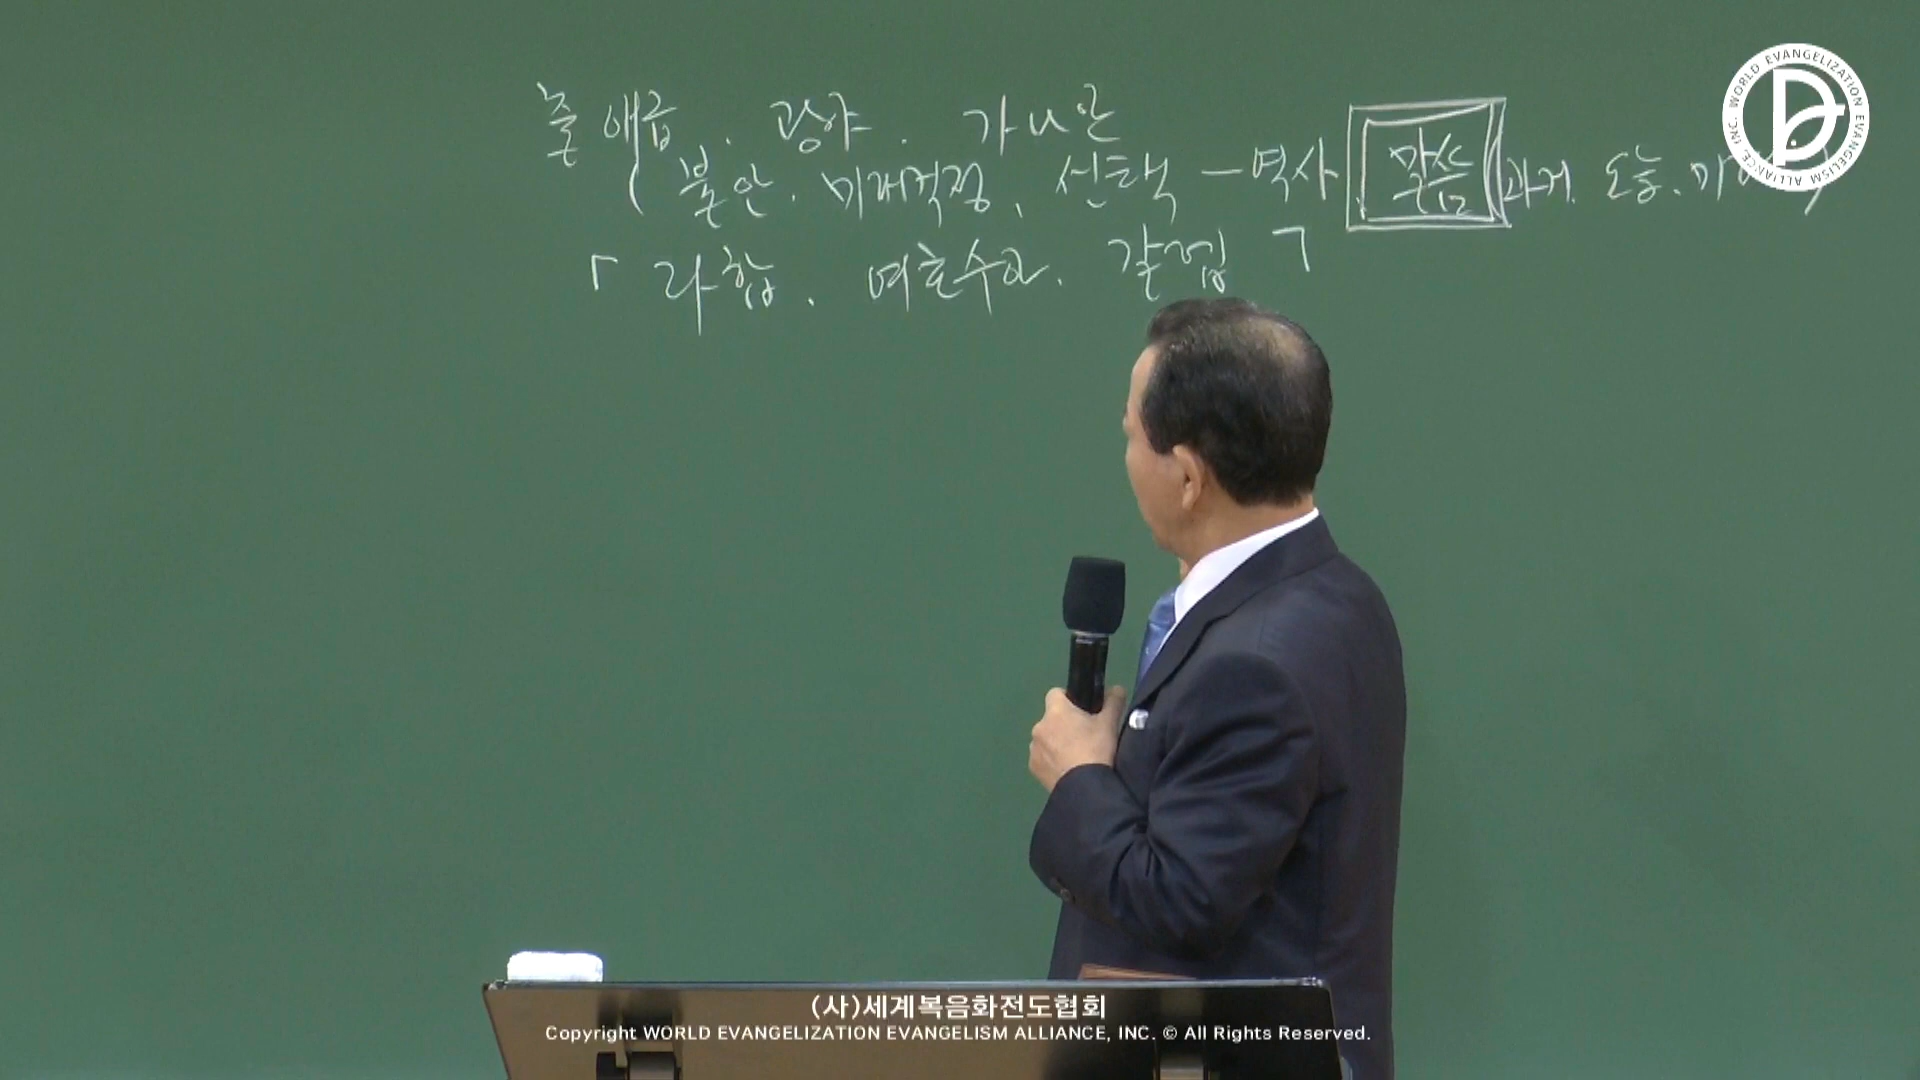 출애급. 광야. 가나안
( 불안. 미래걱정, 선택 - 역사. 말씀 과거. 오늘. 미래 )
「 라합. 여호수아. 갈렙 ㄱ
WORLD EVANGELIZATION EVANGELISM ALLIANCE, INC.
(사)세계복음화전도협회
Copyright WORLD EVANGELIZATION EVANGELISM ALLIANCE, INC. © All Rights Reserved.